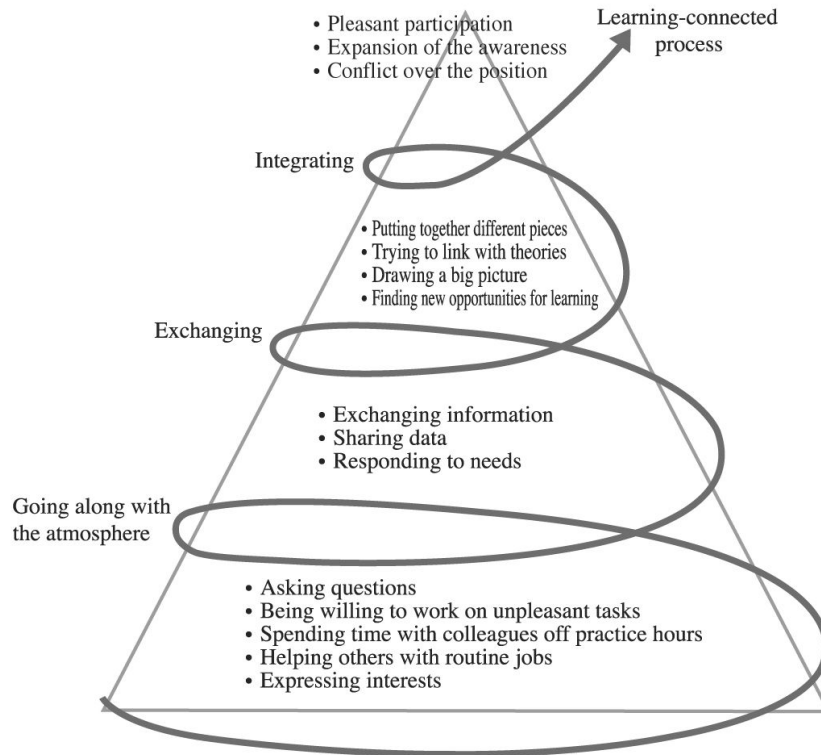 • Pleasant participation
• Expansion of the awareness
• Conflict over the position
Learning-connected
process
Integrating
• Putting together different pieces
• Trying to link with theories
• Drawing a big picture
• Finding new opportunities for learning
Exchanging
• Exchanging information
• Sharing data
• Responding to needs
Going along with
the atmosphere
• Asking questions
• Being willing to work on unpleasant tasks
• Spending time with colleagues off practice hours
• Helping others with routine jobs
• Expressing interests